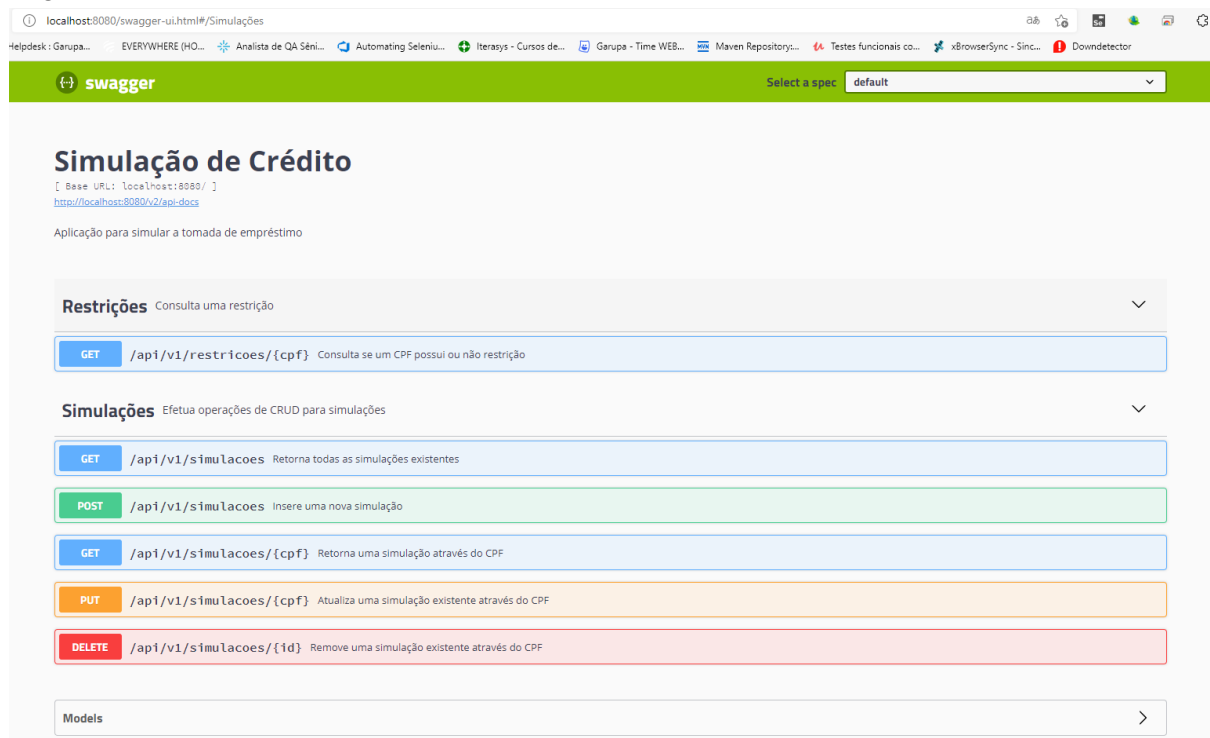 localhost:8080/swagger-ui.html#/Simulações
Helpdesk : Garupa... EVERYWHERE (HO... Analista de QA Sêni... Automating Seleniu... Iterasys - Cursos de... Garupa - Time WEB... Maven Repository:... Testes funcionais co... xBrowserSync - Sinc... Downdetector
swagger Select a spec default
Simulação de Crédito
[ Base URL: localhost:8080/ ]
http://localhost:8080/v2/api-docs
Aplicação para simular a tomada de empréstimo
Restrições Consulta uma restrição
GET /api/v1/restricoes/{cpf} Consulta se um CPF possui ou não restrição
Simulações Efetua operações de CRUD para simulações
GET /api/v1/simulacoes Retorna todas as simulações existentes
POST /api/v1/simulacoes Insere uma nova simulação
GET /api/v1/simulacoes/{cpf} Retorna uma simulação através do CPF
PUT /api/v1/simulacoes/{cpf} Atualiza uma simulação existente através do CPF
DELETE /api/v1/simulacoes/{id} Remove uma simulação existente através do CPF
Models